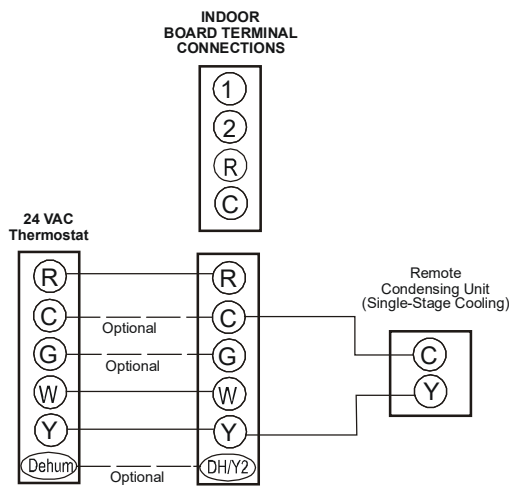 INDOOR
BOARD TERMINAL
CONNECTIONS
1
2
R
C
24 VAC
Thermostat
R
R
C
Optional
C
G
Optional
G
W
W
Y
Y
Dehum
Optional
DH/Y2
Remote
Condensing Unit
(Single-Stage Cooling)
C
Y